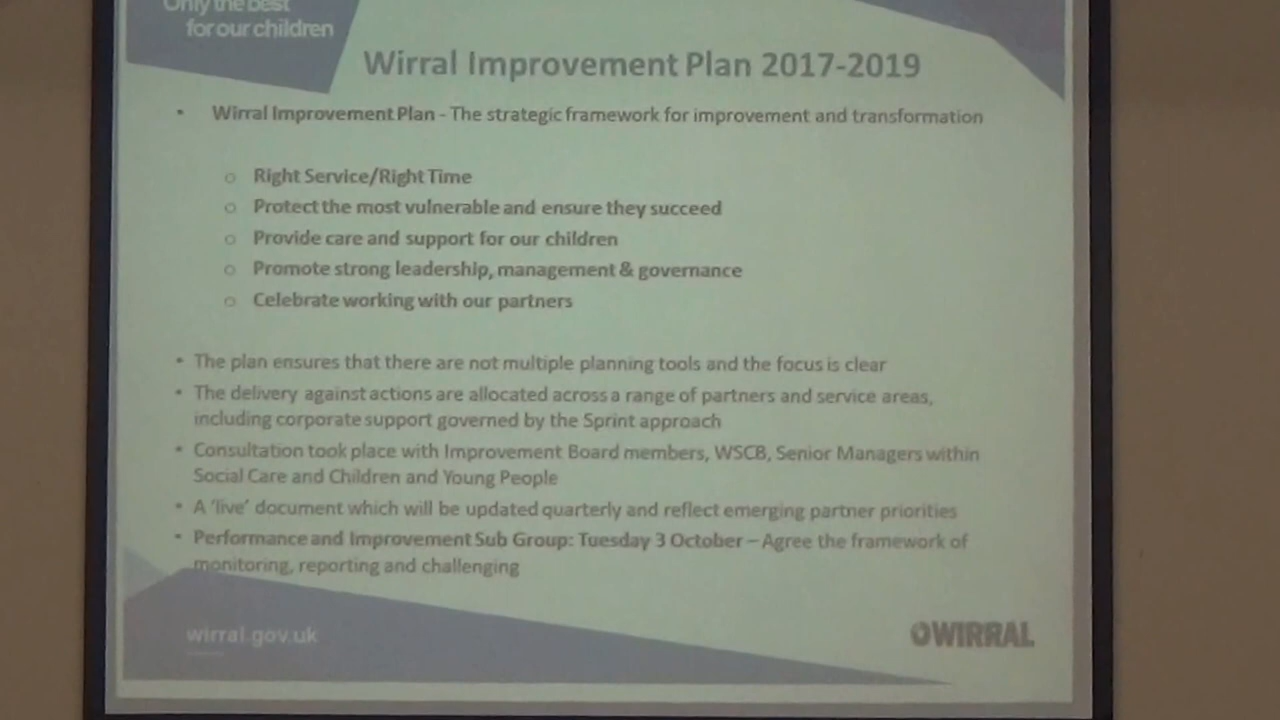 Only the best
for our children
Wirral Improvement Plan 2017-2019
• Wirral Improvement Plan - The strategic framework for improvement and transformation
o Right Service/Right Time
o Protect the most vulnerable and ensure they succeed
o Provide care and support for our children
o Promote strong leadership, management & governance
o Celebrate working with our partners
• The plan ensures that there are not multiple planning tools and the focus is clear
• The delivery against actions are allocated across a range of partners and service areas,
including corporate support governed by the Sprint approach
• Consultation took place with Improvement Board members, WSCB, Senior Managers within
Social Care and Children and Young People
• A 'live' document which will be updated quarterly and reflect emerging partner priorities
• Performance and Improvement Sub Group: Tuesday 3 October – Agree the framework of
monitoring, reporting and challenging
wirral.gov.uk
WIRRAL